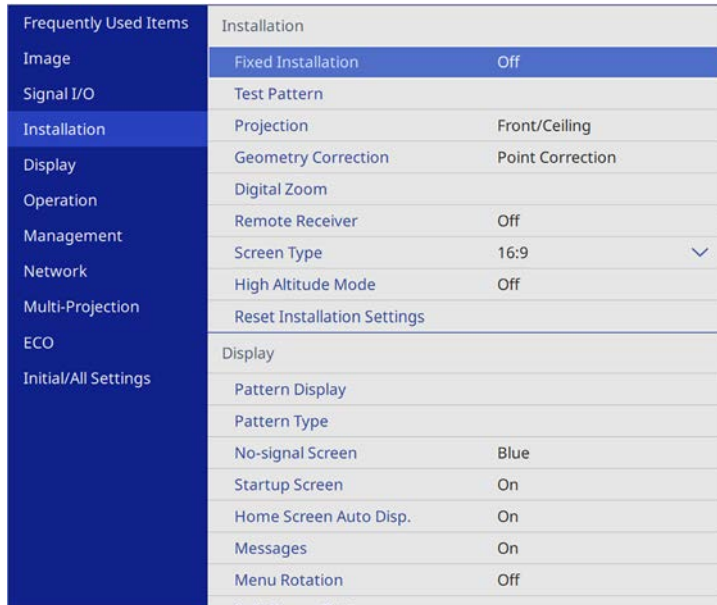 Frequently Used Items
Image
Signal I/O
Installation
Display
Operation
Management
Network
Multi-Projection
ECO
Initial/All Settings
Installation
Fixed Installation Off
Test Pattern
Projection Front/Ceiling
Geometry Correction Point Correction
Digital Zoom
Remote Receiver Off
Screen Type 16:9
High Altitude Mode Off
Reset Installation Settings
Display
Pattern Display
Pattern Type
No-signal Screen Blue
Startup Screen On
Home Screen Auto Disp. On
Messages On
Menu Rotation Off